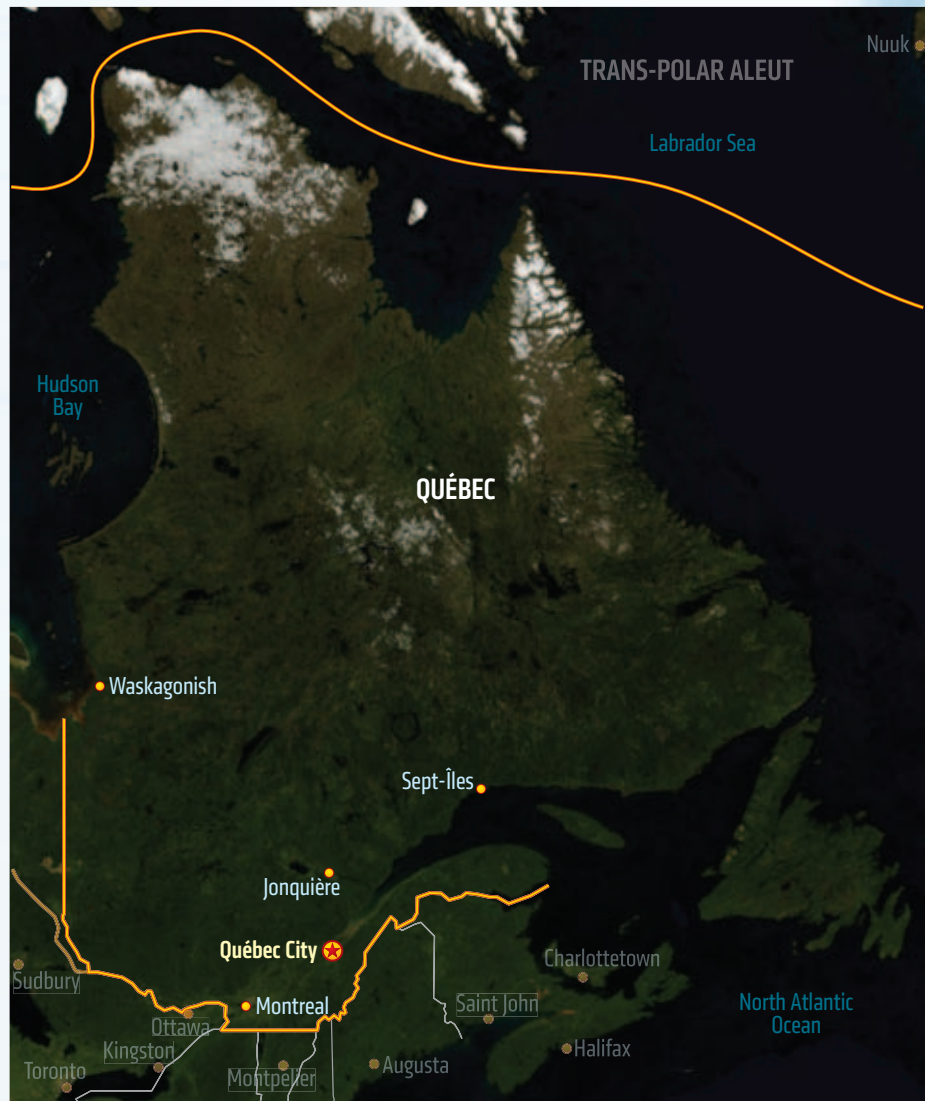 Nuuk
TRANS-POLAR ALEUT
Labrador Sea
Hudson
Bay
QUÉBEC
Waskagonish
Sept-Îles
Jonquière
Québec City
Charlottetown
Sudbury
Montreal
Saint John
North Atlantic
Ocean
Ottawa
Kingston
Halifax
Toronto
Montpelier
Augusta